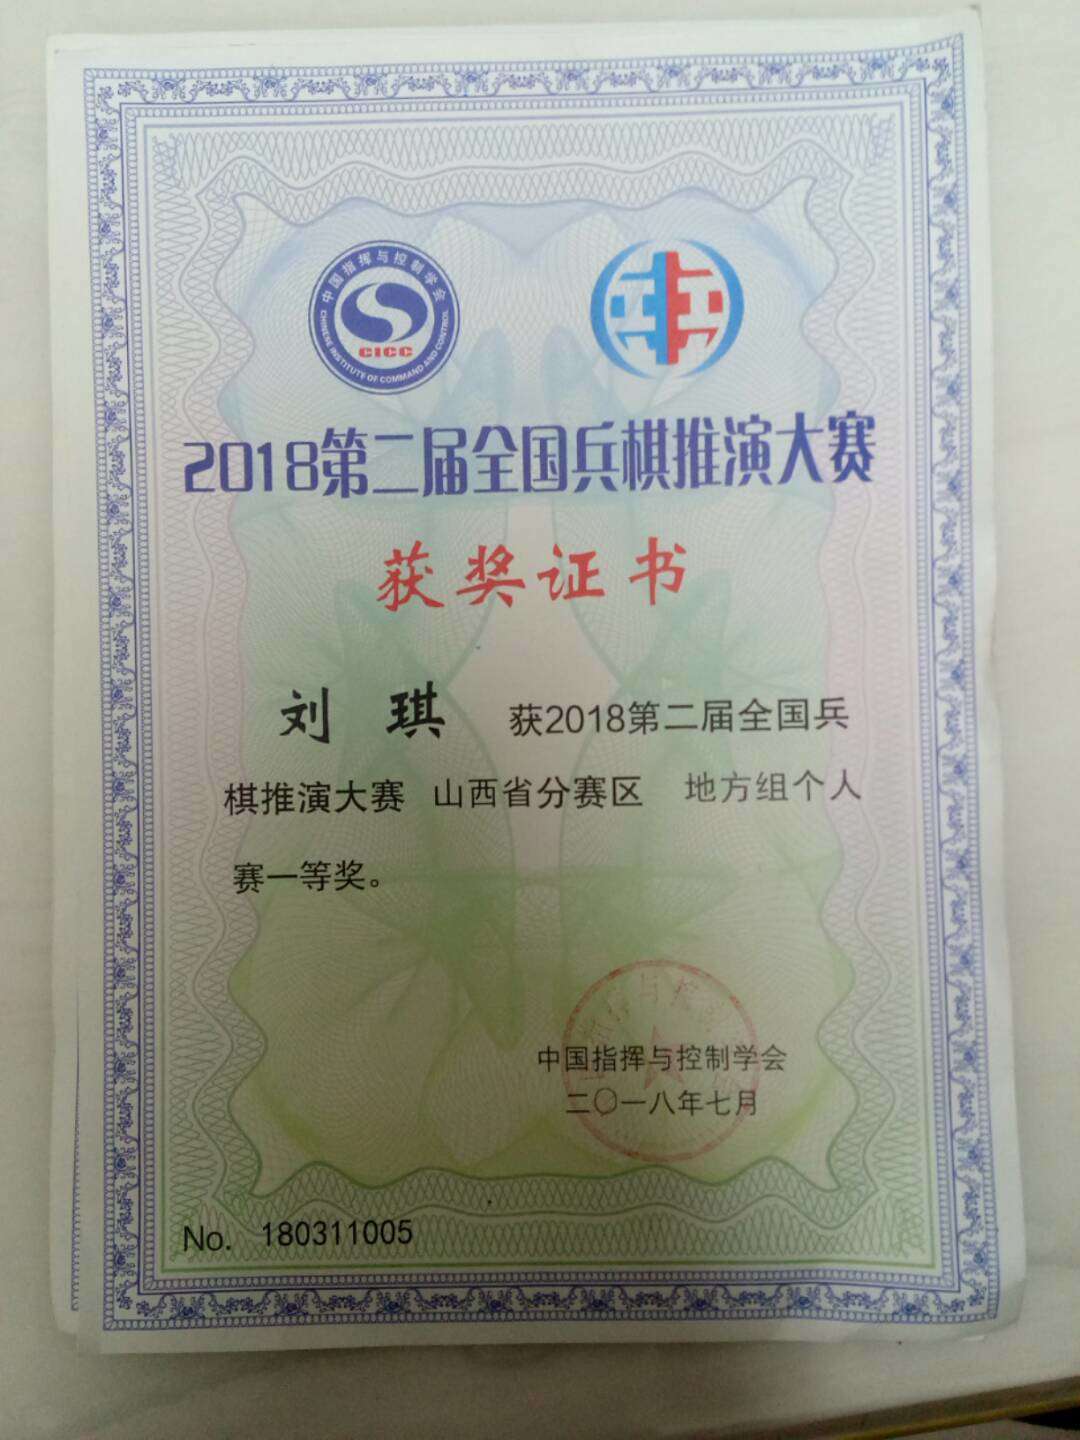 中国指挥与控制学会
CHINESE INSTITUTE OF COMMAND AND CONTROL
CICC
2018第二届全国兵棋推演大赛
获奖证书
刘 琪 获2018第二届全国兵
棋推演大赛 山西省分赛区 地方组个人
赛一等奖。
中国指挥与控制学会
二〇一八年七月
No. 180311005